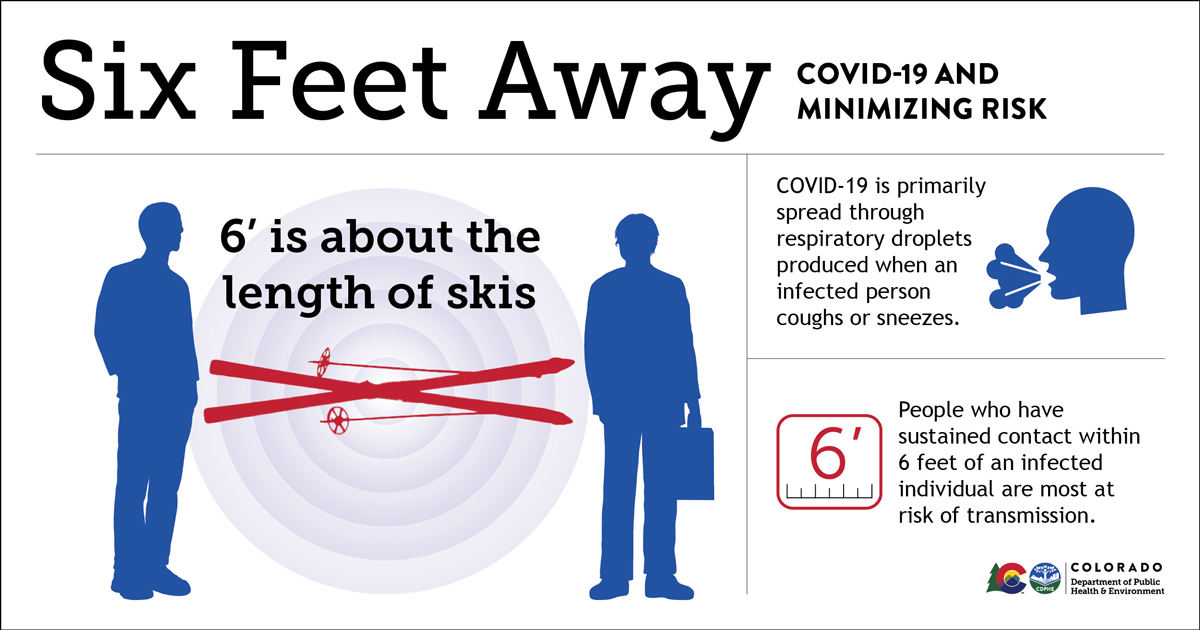 Six Feet Away
COVID-19 AND
MINIMIZING RISK
6’ is about the
length of skis
COVID-19 is primarily
spread through
respiratory droplets
produced when an
infected person
coughs or sneezes.
6’
People who have
sustained contact within
6 feet of an infected
individual are most at
risk of transmission.
CDPHE
COLORADO
Department of Public
Health & Environment